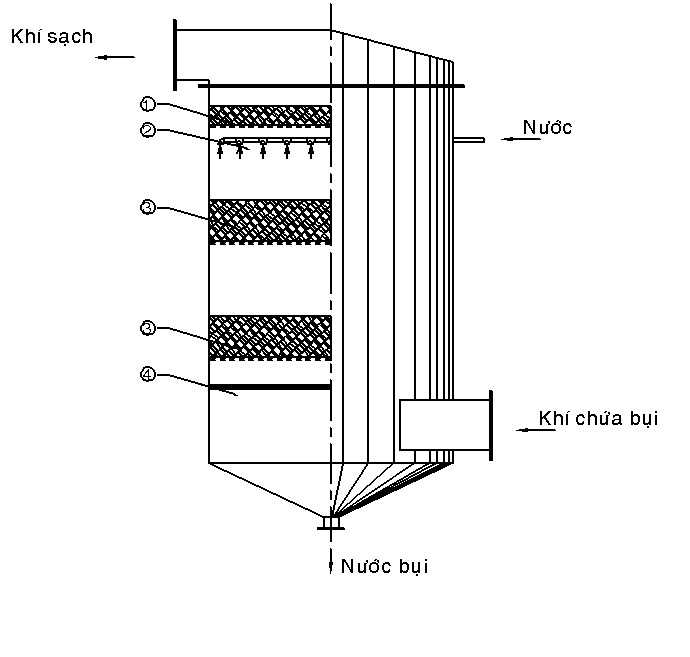 Khí sạch
1
2
Nước
3
3
4
Khí chứa bụi
Nước bụi